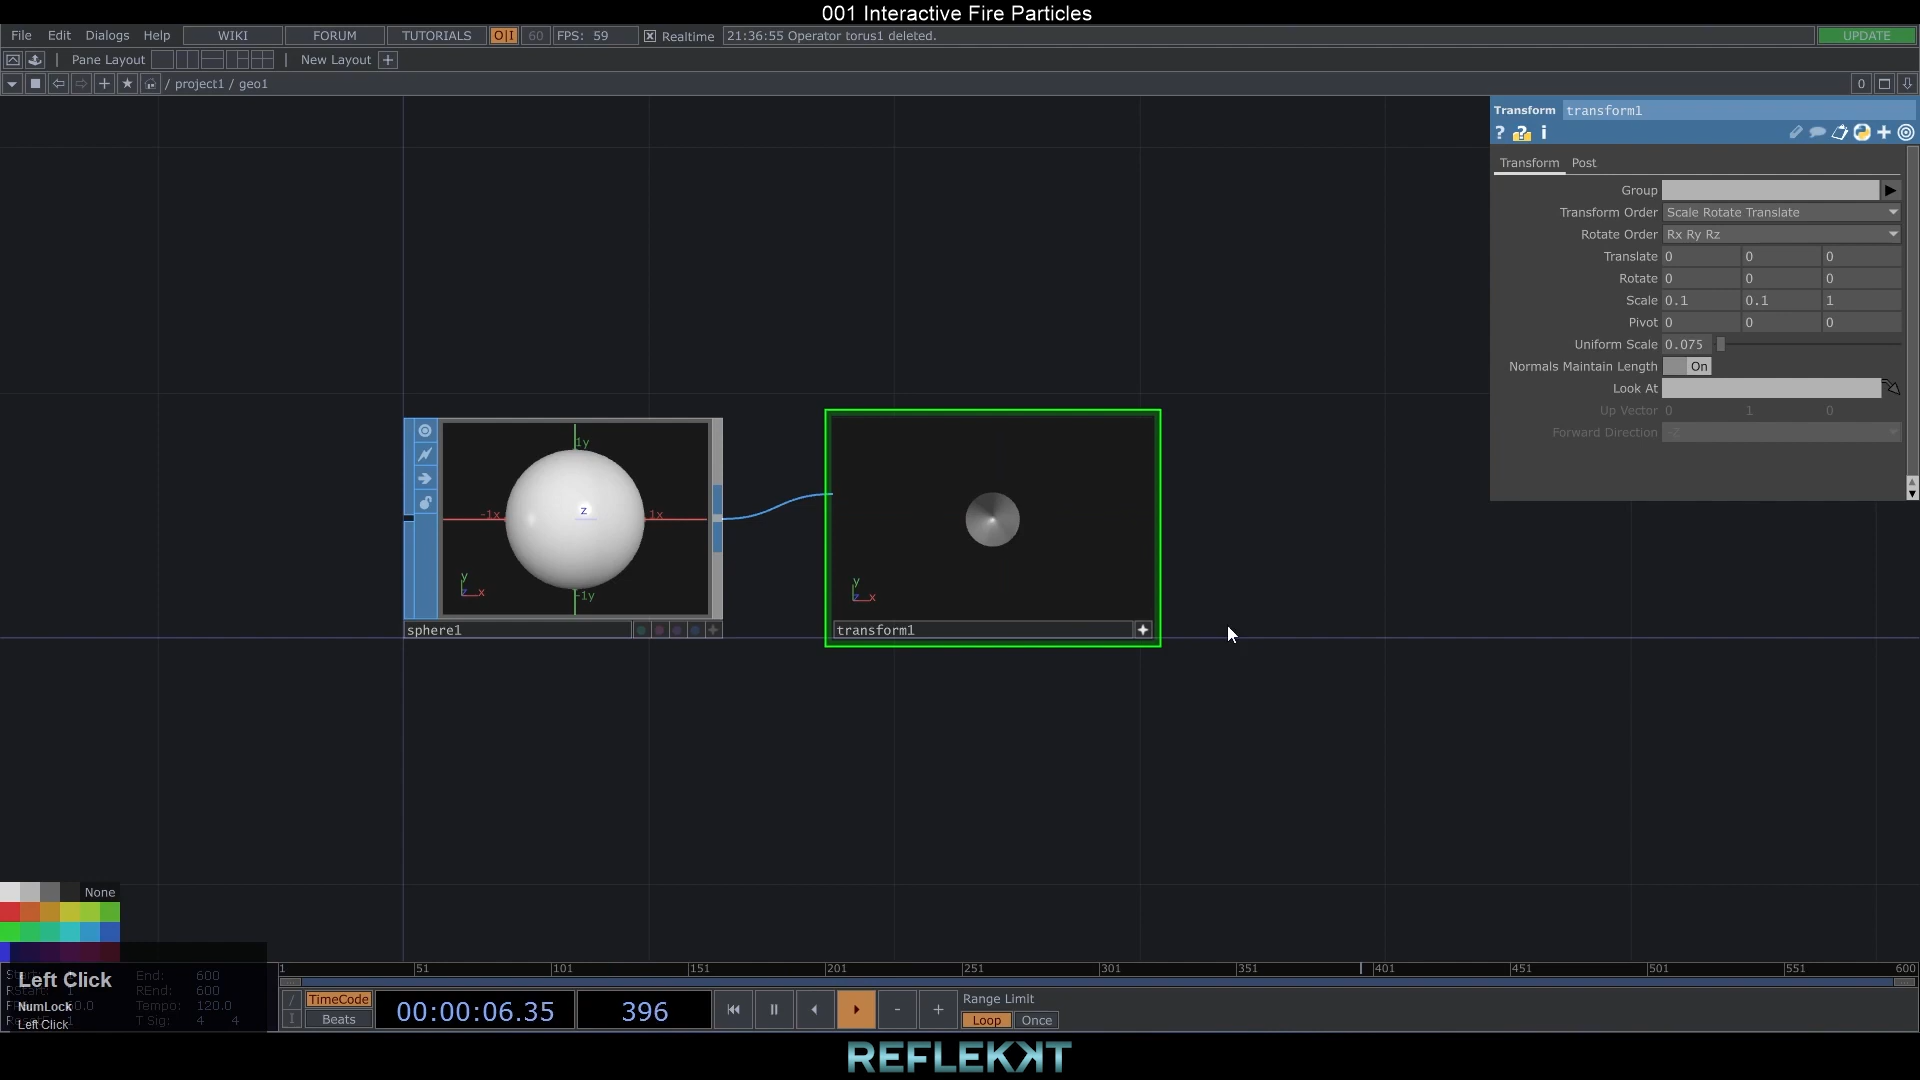 001 Interactive Fire Particles
File Edit Dialogs Help WIKI FORUM TUTORIALS O|I 60 FPS: 59 Realtime 21:36:55 Operator torus1 deleted. UPDATE
Pane Layout New Layout +
/ project1 / geo1 0
Transform transform1
? ? i
Transform Post
Group
Transform Order Scale Rotate Translate
Rotate Order Rx Ry Rz
Translate 0 0 0
Rotate 0 0 0
Scale 0.1 0.1 1
Pivot 0 0 0
Uniform Scale 0.075
Normals Maintain Length On
Look At
Up Vector 0 1 0
Forward Direction -Z
1y
-1x z 1x
-1y
y
z x
sphere1
y
z x
transform1
None
Left Click
NumLock
Left Click
End: 600
REnd: 600
Tempo: 120.0
T Sig: 4 4
1 51 101 151 201 251 301 351 401 451 501 551 600
TimeCode
Beats
00:00:06.35
396
- +
Range Limit
Loop Once
REFLEKKT